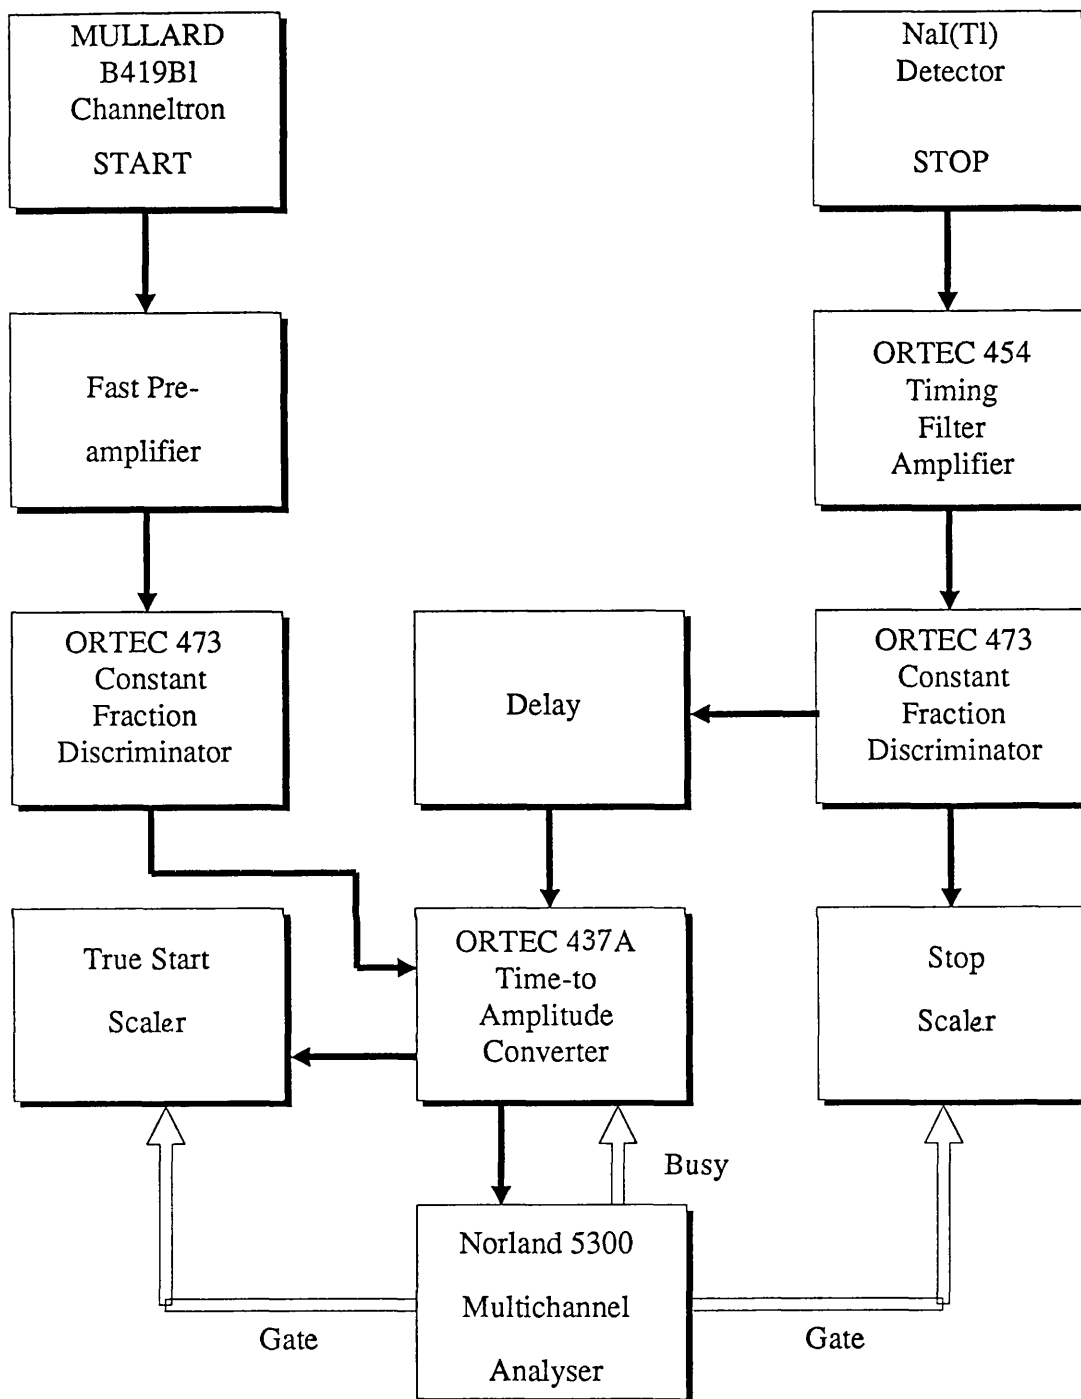 MULLARD
B419B1
Channeltron
START
NaI(Tl)
Detector
STOP
Fast Pre-
amplifier
ORTEC 454
Timing
Filter
Amplifier
ORTEC 473
Constant
Fraction
Discriminator
Delay
ORTEC 473
Constant
Fraction
Discriminator
True Start
Scaler
ORTEC 437A
Time-to
Amplitude
Converter
Stop
Scaler
Busy
Norland 5300
Multichannel
Analyser
Gate
Gate